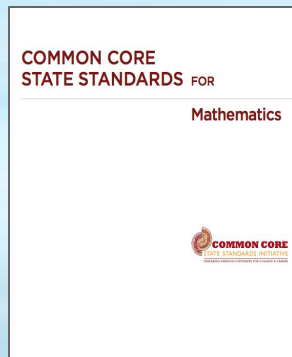 COMMON CORE
STATE STANDARDS FOR
Mathematics
COMMON CORE
STATE STANDARDS INITIATIVE